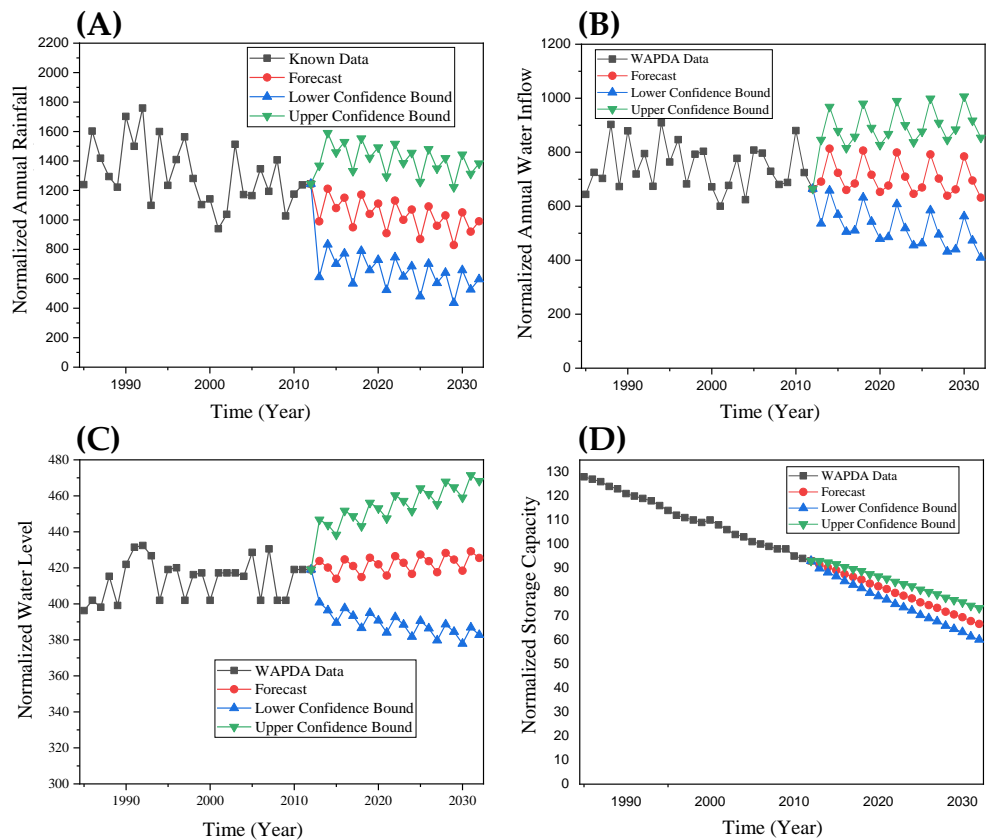 (A)
Normalized Annual Rainfall
2200
2000
1800
1600
1400
1200
1000
800
600
400
200
0
Known Data
Forecast
Lower Confidence Bound
Upper Confidence Bound
1990 2000 2010 2020 2030
Time (Year)
(B)
Normalized Annual Water Inflow
1200
1000
800
600
400
200
0
WAPDA Data
Forecast
Lower Confidence Bound
Upper Confidence Bound
1990 2000 2010 2020 2030
Time (Year)
(C)
Normalized Water Level
480
460
440
420
400
380
360
340
320
300
WAPDA Data
Forecast
Lower Confidence Bound
Upper Confidence Bound
1990 2000 2010 2020 2030
Time (Year)
(D)
Normalized Storage Capacity
130
120
110
100
90
80
70
60
50
40
30
20
10
0
WAPDA Data
Forecast
Lower Confidence Bound
Upper Confidence Bound
1990 2000 2010 2020 2030
Time (Year)